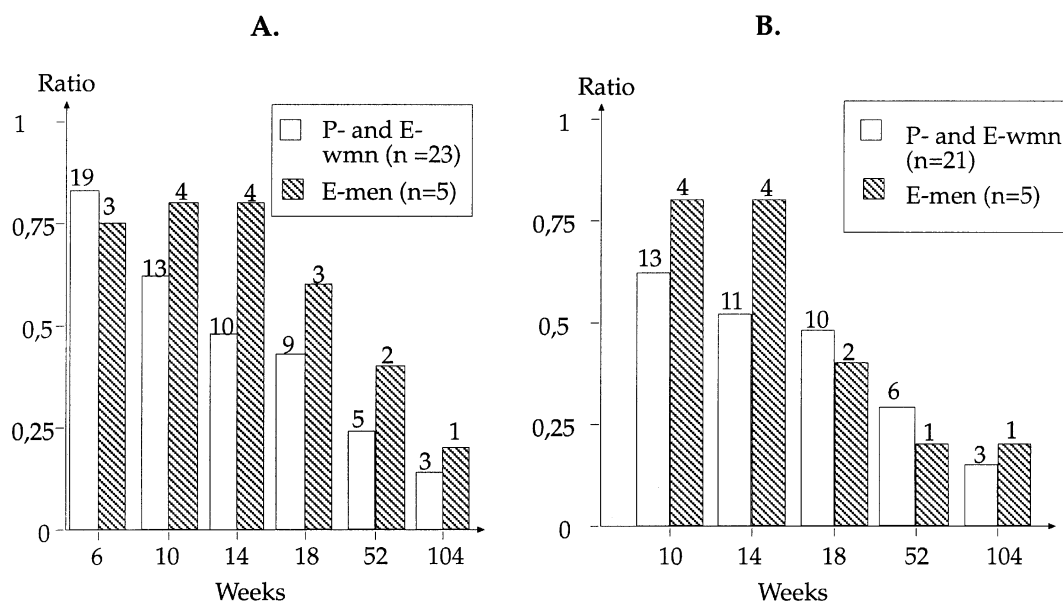 A.
Ratio
1
0,75
0,5
0,25
0
P- and E-
wmn (n =23)
E-men (n=5)
19
3
13
4
10
4
9
3
5
2
3
1
6 10 14 18 52 104
Weeks
B.
Ratio
1
0,75
0,5
0,25
0
P- and E-wmn
(n=21)
E-men (n=5)
13
4
11
4
10
2
6
1
3
1
10 14 18 52 104
Weeks